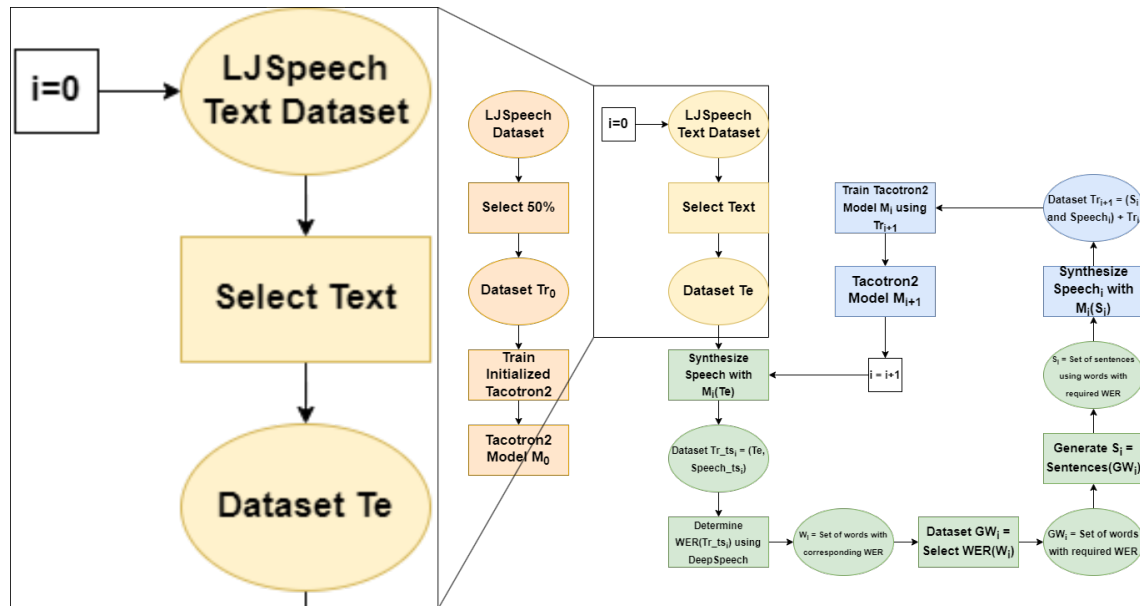 i=0
LJSpeech
Text Dataset
Select Text
Dataset Te
LJSpeech
Dataset
Select 50%
Dataset Tr₀
Train
Initialized
Tacotron2
Tacotron2
Model M₀
i=0
LJSpeech
Text Dataset
Select Text
Dataset Te
Synthesize
Speech with
Mᵢ(Te)
Dataset Tr_tsᵢ = (Te,
Speech_tsᵢ)
Determine
WER(Tr_tsᵢ) using
DeepSpeech
Wᵢ = Set of words with
corresponding WER
Dataset GWᵢ =
Select WER(Wᵢ)
GWᵢ = Set of words
with required WER
Generate Sᵢ =
Sentences(GWᵢ)
Sᵢ = Set of sentences
using words with
required WER
Synthesize
Speechᵢ with
Mᵢ(Sᵢ)
Dataset Trᵢ₊₁ = (Sᵢ
and Speechᵢ) + Trᵢ
Train Tacotron2
Model Mᵢ using
Trᵢ₊₁
Tacotron2
Model Mᵢ₊₁
i = i+1